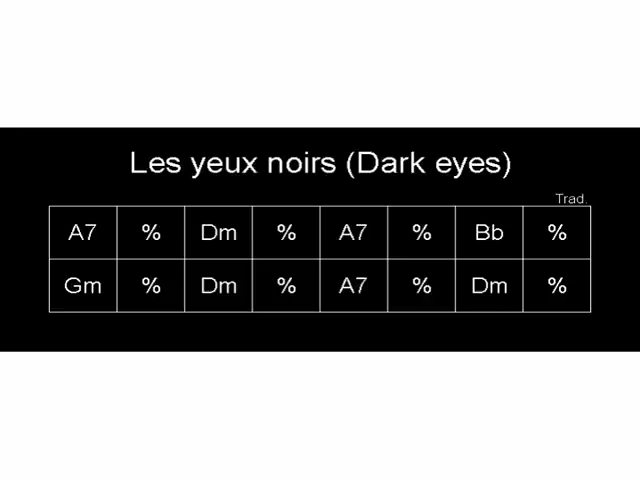 Les yeux noirs (Dark eyes)
Trad.
A7 % Dm % A7 % Bb %
Gm % Dm % A7 % Dm %